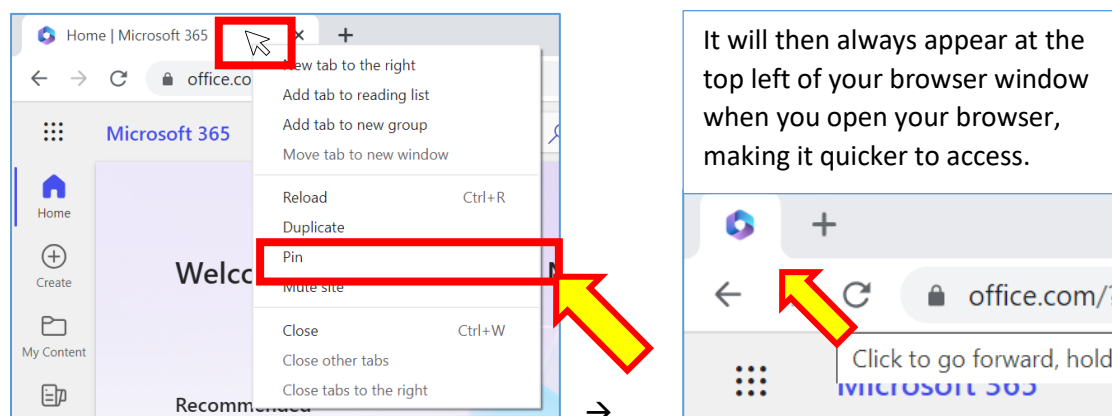 Home | Microsoft 365
office.co
New tab to the right
Add tab to reading list
Add tab to new group
Move tab to new window
Reload Ctrl+R
Duplicate
Pin
Mute site
Close Ctrl+W
Close other tabs
Close tabs to the right
Microsoft 365
Home
Create
My Content
Welco
Recommended
→
It will then always appear at the
top left of your browser window
when you open your browser,
making it quicker to access.
office.com/?
Click to go forward, hold
Microsoft 365